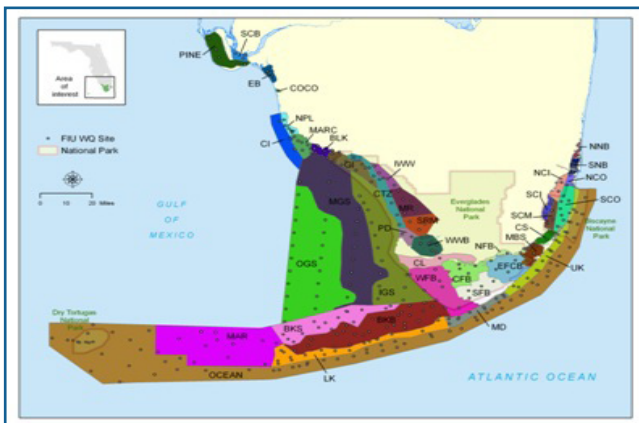 SCB
PINE
Area
of
interest
EB
COCO
NPL
MARC
BLK
CI
FIU WQ Site
National Park
0 10 20 Miles
GI
IWW
CTZ
MR
MGS
SRM
PD
WWB
Everglades
National
Park
GULF
OF
MEXICO
OGS
IGS
CL
WFB
CFB
NFB
EFCB
SFB
NNB
SNB
NCO
NCI
SCO
SCI
SCM
CS
MBS
Biscayne
National
Park
UK
Dry Tortugas
National
Park
MAR
BKS
BKB
MID
OCEAN
LK
ATLANTIC OCEAN